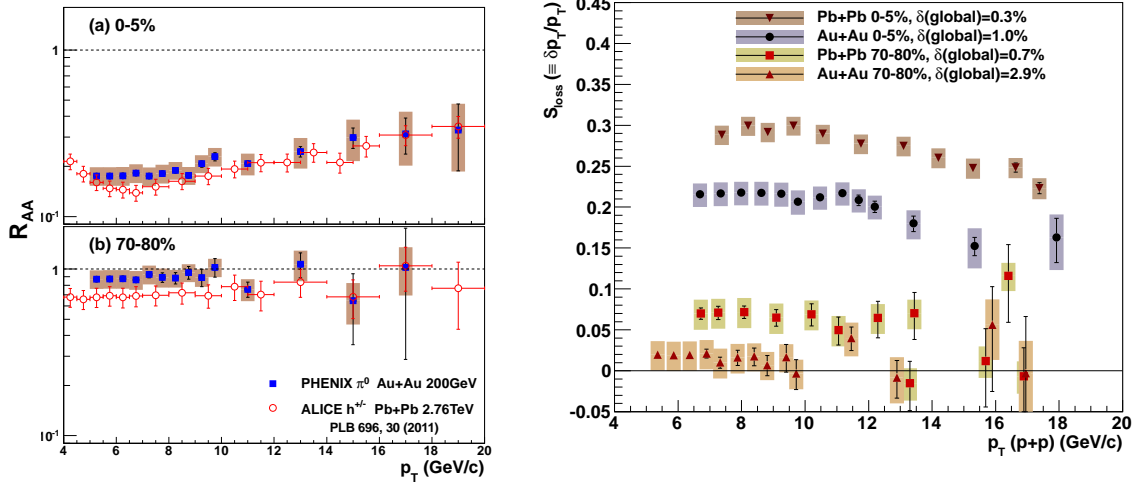 (a) 0-5%
1
10⁻¹
R_AA
(b) 70-80%
1
PHENIX π⁰ Au+Au 200GeV
ALICE h⁺/⁻ Pb+Pb 2.76TeV
PLB 696, 30 (2011)
10⁻¹
4 6 8 10 12 14 16 18 20
p_T (GeV/c)
S_loss (≡ δp_T/p_T)
Pb+Pb 0-5%, δ(global)=0.3%
Au+Au 0-5%, δ(global)=1.0%
Pb+Pb 70-80%, δ(global)=0.7%
Au+Au 70-80%, δ(global)=2.9%
0.45
0.4
0.35
0.3
0.25
0.2
0.15
0.1
0.05
0
-0.05
4 6 8 10 12 14 16 18
p_T (p+p) (GeV/c)